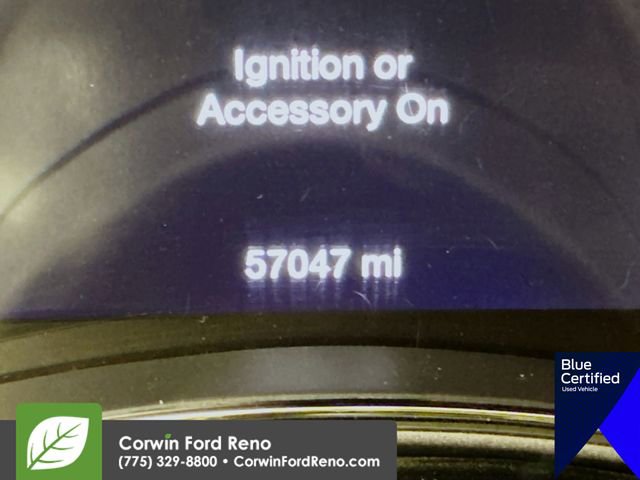 Ignition or
Accessory On
57047 mi
Blue
Certified
Used Vehicle
Corwin Ford Reno
(775) 329-8800 • CorwinFordReno.com